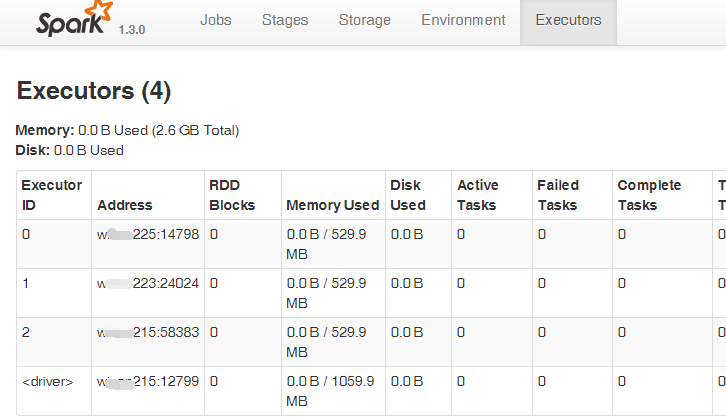 Spark 1.3.0 Jobs Stages Storage Environment Executors
Executors (4)
Memory: 0.0 B Used (2.6 GB Total)
Disk: 0.0 B Used
Executor ID Address RDD Blocks Memory Used Disk Used Active Tasks Failed Tasks Complete Tasks
0 225:14798 0 0.0 B / 529.9 MB 0.0 B 0 0 0 0
1 223:24024 0 0.0 B / 529.9 MB 0.0 B 0 0 0 0
2 215:58383 0 0.0 B / 529.9 MB 0.0 B 0 0 0 0
<driver> 215:12799 0 0.0 B / 1059.9 MB 0.0 B 0 0 0 0